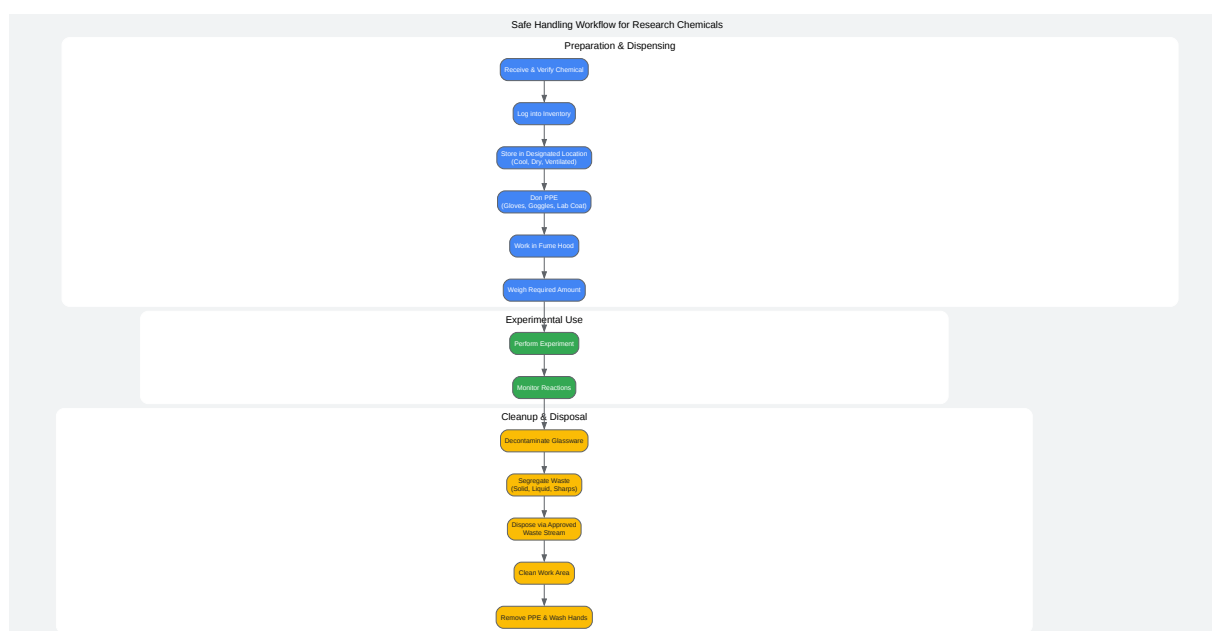 Safe Handling Workflow for Research Chemicals
Preparation & Dispensing
Receive & Verify Chemical
Log into Inventory
Store in Designated Location
(Cool, Dry, Ventilated)
Don PPE
(Gloves, Goggles, Lab Coat)
Work in Fume Hood
Weigh Required Amount
Experimental Use
Perform Experiment
Monitor Reactions
Cleanup & Disposal
Decontaminate Glassware
Segregate Waste
(Solid, Liquid, Sharps)
Dispose via Approved
Waste Stream
Clean Work Area
Remove PPE & Wash Hands